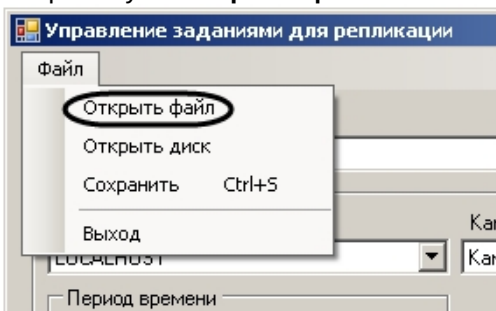 Управление заданиями для репликации
Файл
Открыть файл
Открыть диск
Сохранить Ctrl+S
Выход
LOCALHOST
Период времени